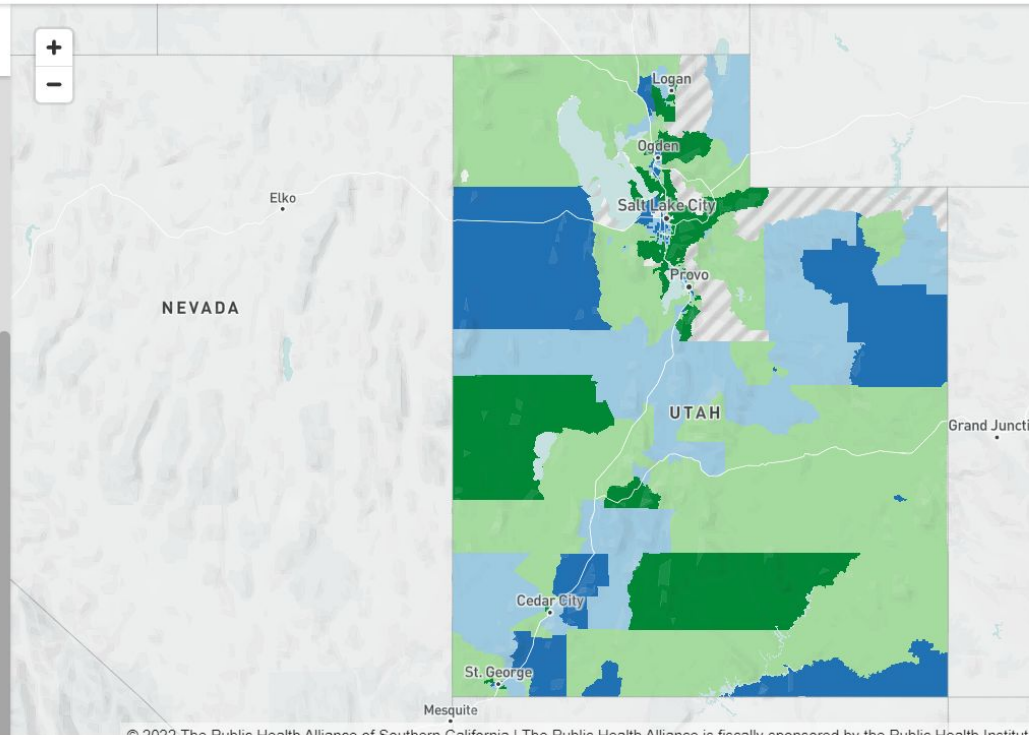 +
−
Logan
Ogden
Elko
Salt Lake City
Provo
NEVADA
UTAH
Grand Juncti
Cedar City
St. George
Mesquite
© 2022 The Public Health Alliance of Southern California | The Public Health Alliance is fiscally sponsored by the Public Health Institut